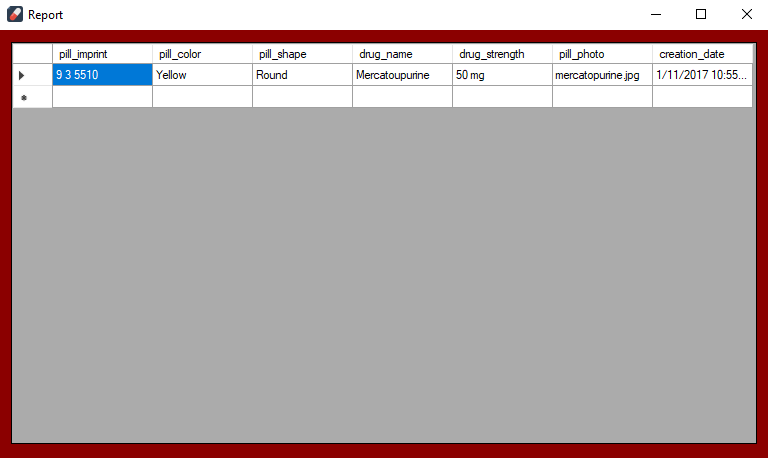 Report
pill_imprint pill_color pill_shape drug_name drug_strength pill_photo creation_date
9 3 5510 Yellow Round Mercatoupurine 50 mg mercatopurine.jpg 1/11/2017 10:55...